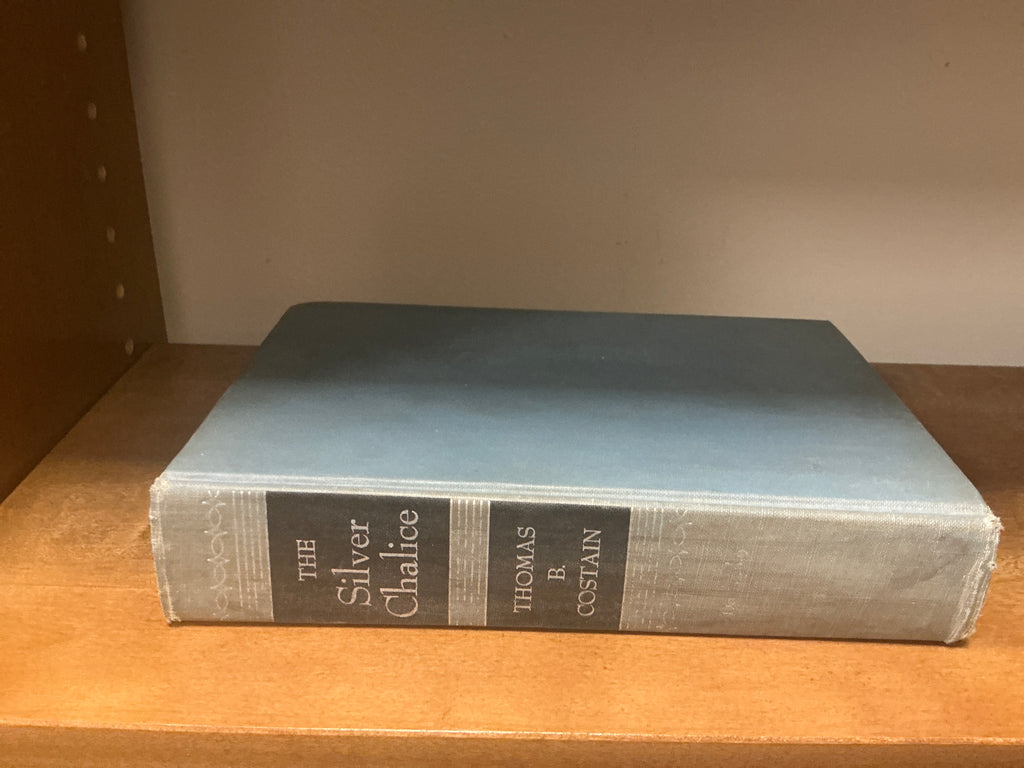 THE
Silver
Chalice
THOMAS
B.
COSTAIN